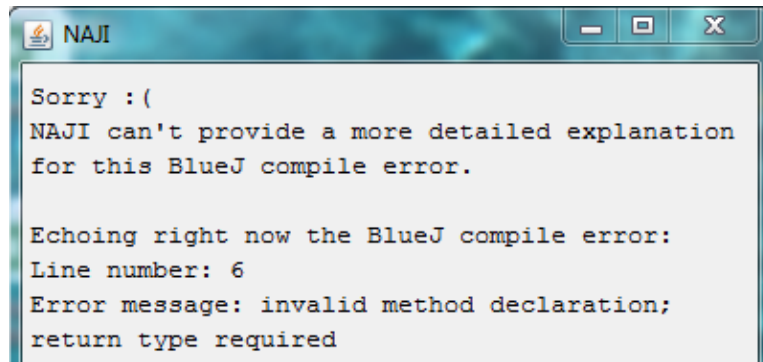 NAJI
Sorry :(
NAJI can't provide a more detailed explanation
for this BlueJ compile error.
Echoing right now the BlueJ compile error:
Line number: 6
Error message: invalid method declaration;
return type required